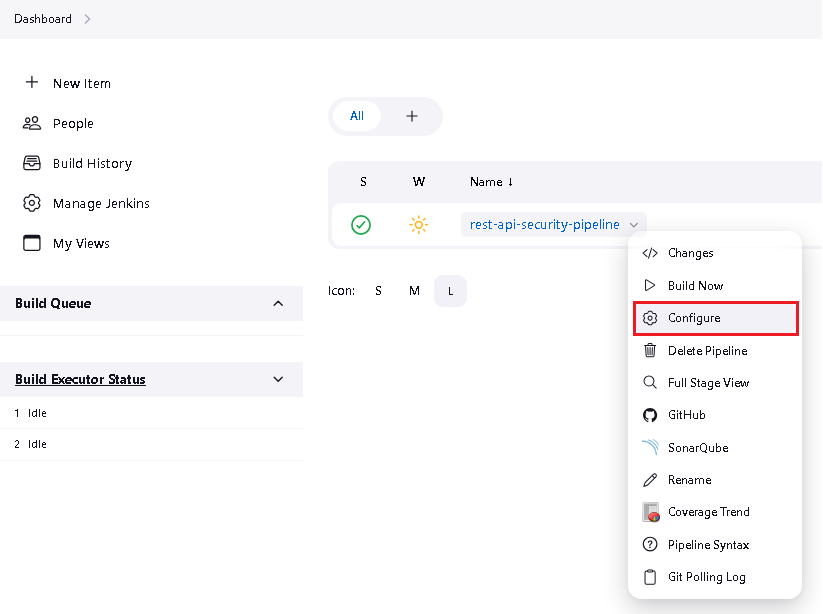 Dashboard
New Item
People
Build History
Manage Jenkins
My Views
Build Queue
Build Executor Status
1 Idle
2 Idle
All
S W Name ↓
rest-api-security-pipeline
Icon: S M L
Changes
Build Now
Configure
Delete Pipeline
Full Stage View
GitHub
SonarQube
Rename
Coverage Trend
Pipeline Syntax
Git Polling Log